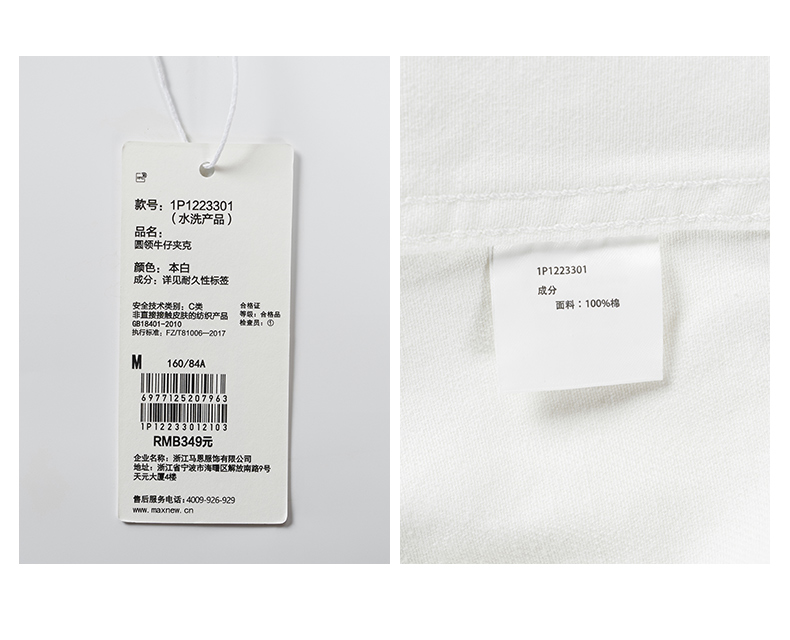 款号：1P1223301
（水洗产品）
品名：
圆领牛仔夹克
颜色：本白
成分：详见耐久性标签
安全技术类别：C类
非直接接触皮肤的纺织产品
GB18401-2010
执行标准：FZ/T81006—2017
合格证
等级：合格品
检查员：①
M 160/84A
6977125207963
1P12233012103
RMB349元
企业名称：浙江马恩服饰有限公司
地址：浙江省宁波市海曙区解放南路9号
天元大厦4楼
售后服务电话：4009-926-929
www.maxnew.cn
1P1223301
成分
面料：100%棉